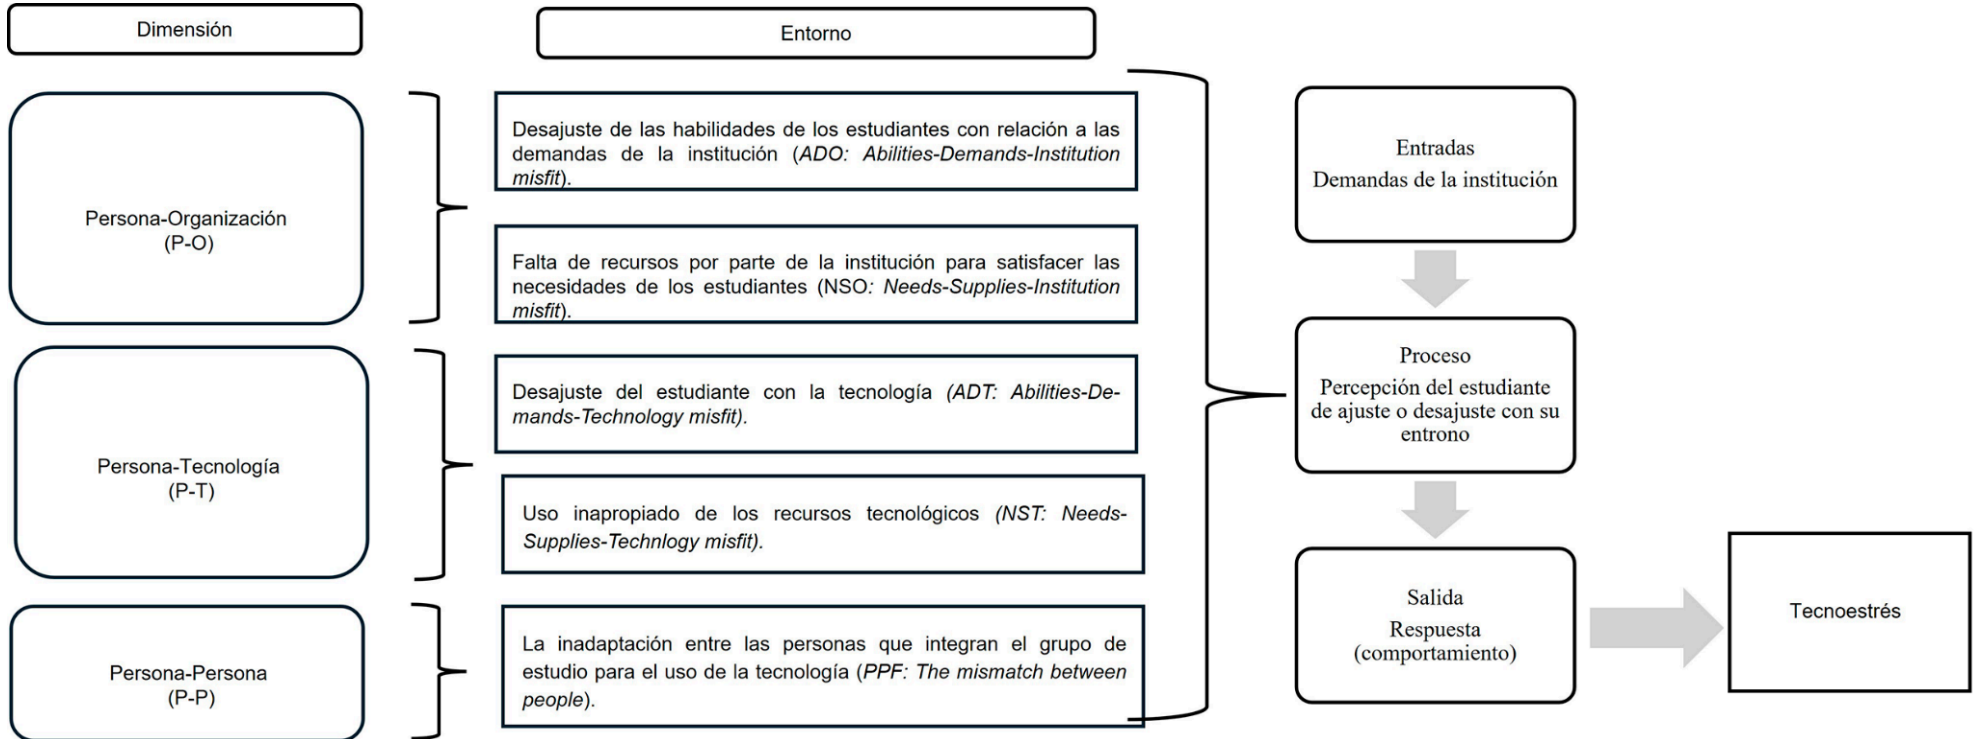 Dimensión
Entorno
Persona-Organización
(P-O)
Desajuste de las habilidades de los estudiantes con relación a las
demandas de la institución (ADO: Abilities-Demands-Institution
misfit).
Falta de recursos por parte de la institución para satisfacer las
necesidades de los estudiantes (NSO: Needs-Supplies-Institution
misfit).
Persona-Tecnología
(P-T)
Desajuste del estudiante con la tecnología (ADT: Abilities-De-
mands-Technology misfit).
Uso inapropiado de los recursos tecnológicos (NST: Needs-
Supplies-Technlogy misfit).
Persona-Persona
(P-P)
La inadaptación entre las personas que integran el grupo de
estudio para el uso de la tecnología (PPF: The mismatch between
people).
Entradas
Demandas de la institución
Proceso
Percepción del estudiante
de ajuste o desajuste con su
entrono
Salida
Respuesta
(comportamiento)
Tecnoestrés